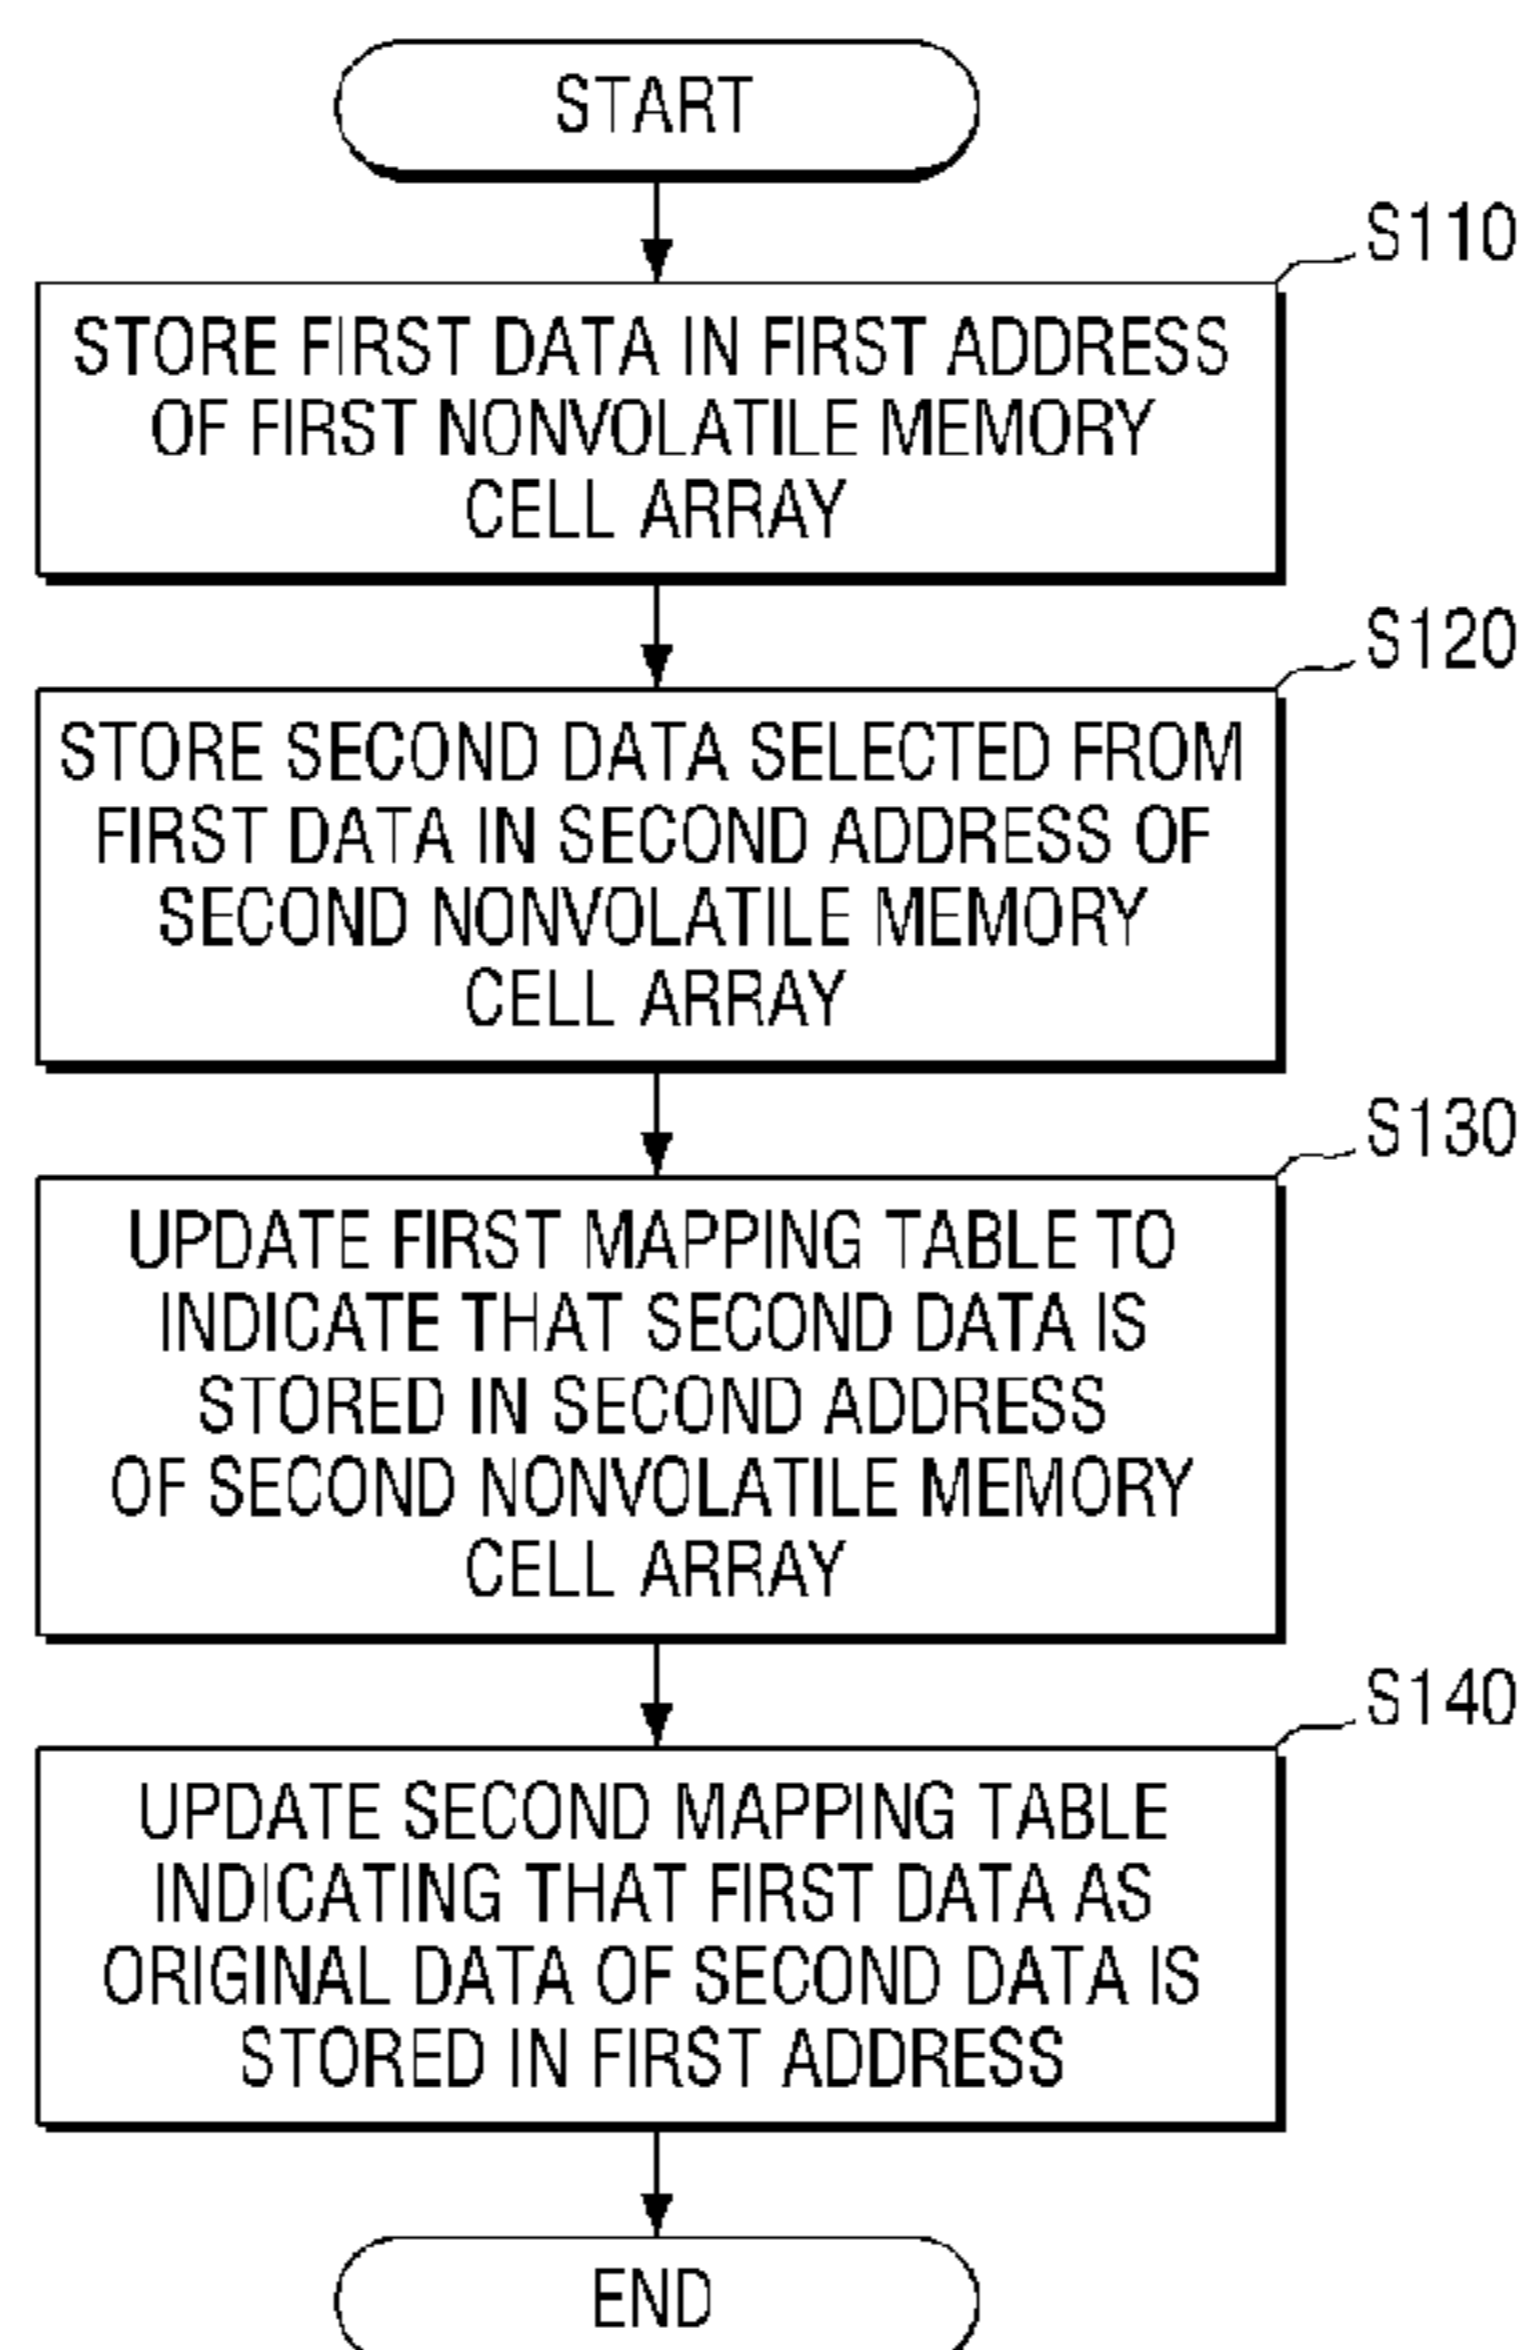 START
S110
STORE FIRST DATA IN FIRST ADDRESS
OF FIRST NONVOLATILE MEMORY
CELL ARRAY
S120
STORE SECOND DATA SELECTED FROM
FIRST DATA IN SECOND ADDRESS OF
SECOND NONVOLATILE MEMORY
CELL ARRAY
S130
UPDATE FIRST MAPPING TABLE TO
INDICATE THAT SECOND DATA IS
STORED IN SECOND ADDRESS
OF SECOND NONVOLATILE MEMORY
CELL ARRAY
S140
UPDATE SECOND MAPPING TABLE
INDICATING THAT FIRST DATA AS
ORIGINAL DATA OF SECOND DATA IS
STORED IN FIRST ADDRESS
END